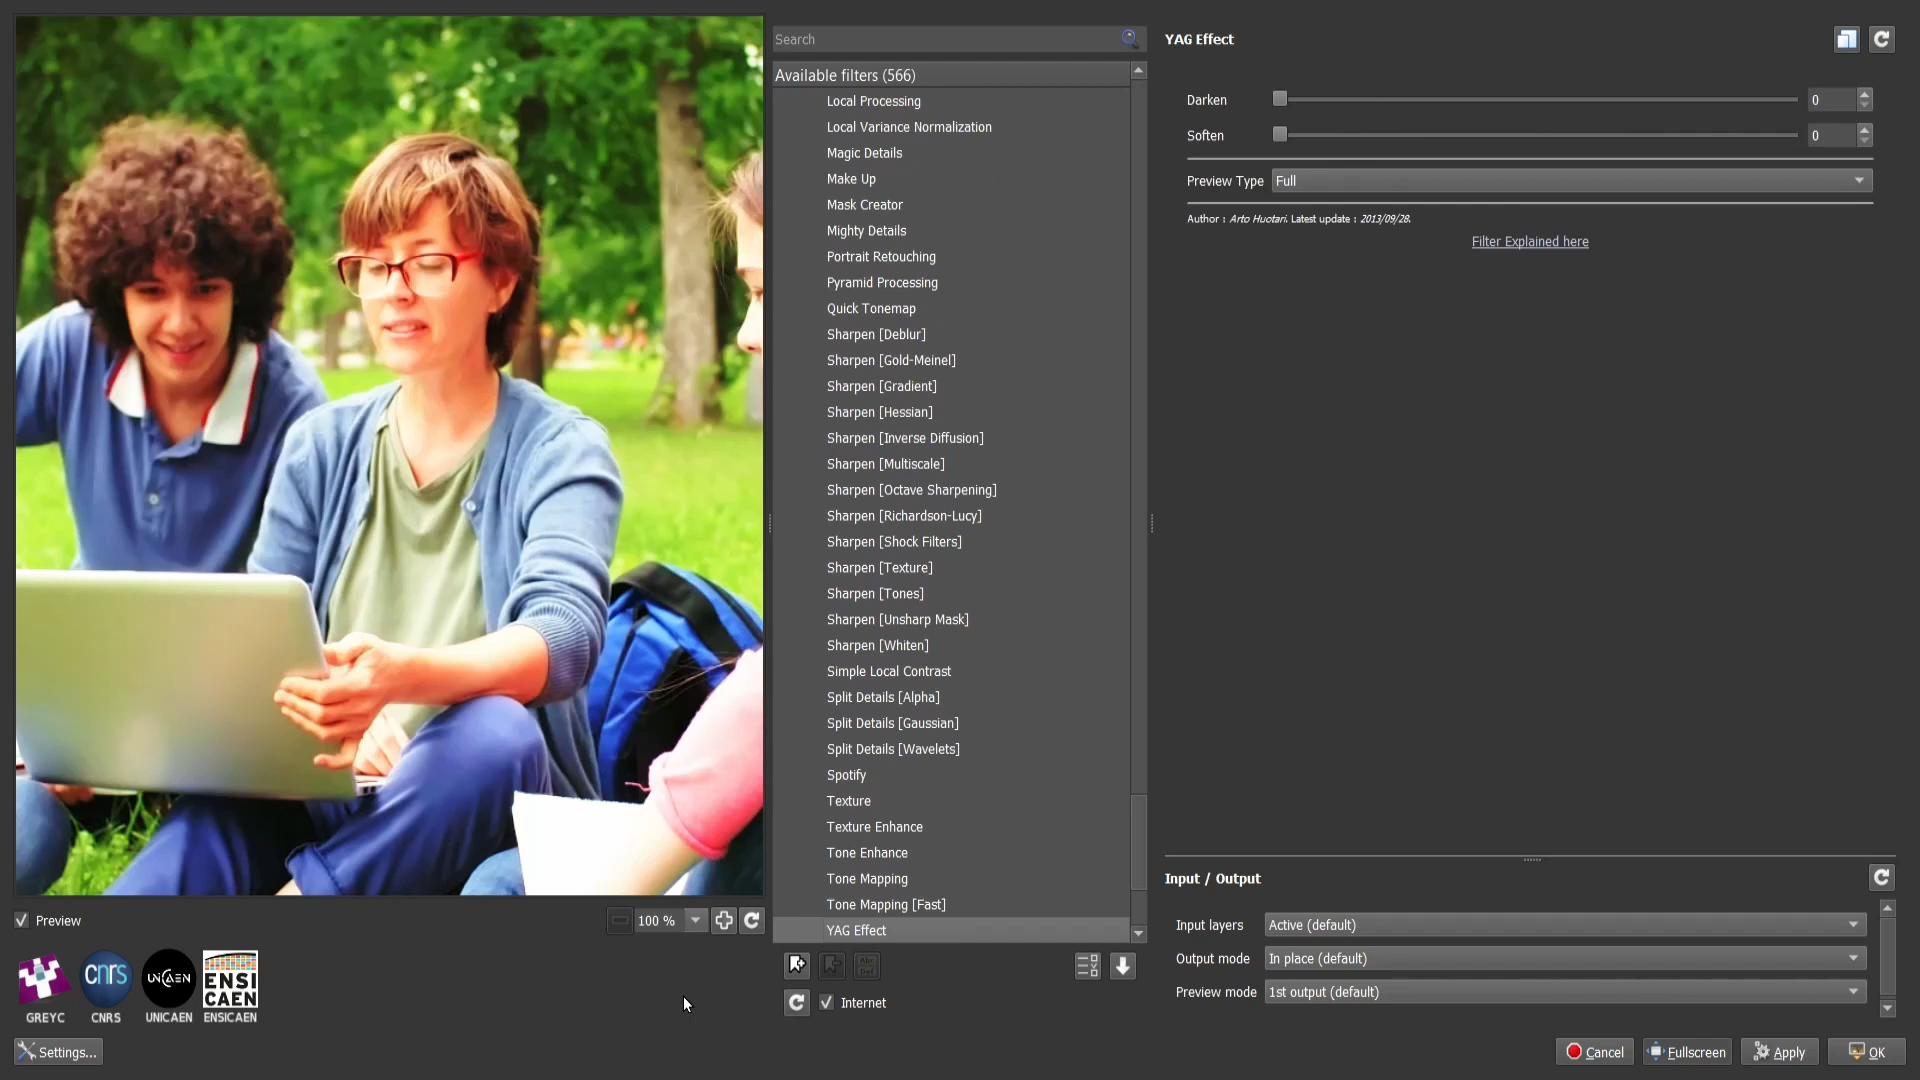 Search
Available filters (566)
Local Processing
Local Variance Normalization
Magic Details
Make Up
Mask Creator
Mighty Details
Portrait Retouching
Pyramid Processing
Quick Tonemap
Sharpen [Deblur]
Sharpen [Gold-Meinel]
Sharpen [Gradient]
Sharpen [Hessian]
Sharpen [Inverse Diffusion]
Sharpen [Multiscale]
Sharpen [Octave Sharpening]
Sharpen [Richardson-Lucy]
Sharpen [Shock Filters]
Sharpen [Texture]
Sharpen [Tones]
Sharpen [Unsharp Mask]
Sharpen [Whiten]
Simple Local Contrast
Split Details [Alpha]
Split Details [Gaussian]
Split Details [Wavelets]
Spotify
Texture
Texture Enhance
Tone Enhance
Tone Mapping
Tone Mapping [Fast]
YAG Effect
Internet
YAG Effect
Darken 0
Soften 0
Preview Type Full
Author : Arto Huotari. Latest update : 2013/09/28.
Filter Explained here
Input / Output
Input layers Active (default)
Output mode In place (default)
Preview mode 1st output (default)
Preview
100 %
cnrs
UNICAEN
ENSI
CAEN
GREYC
CNRS
UNICAEN
ENSICAEN
Settings...
Cancel
Fullscreen
Apply
OK